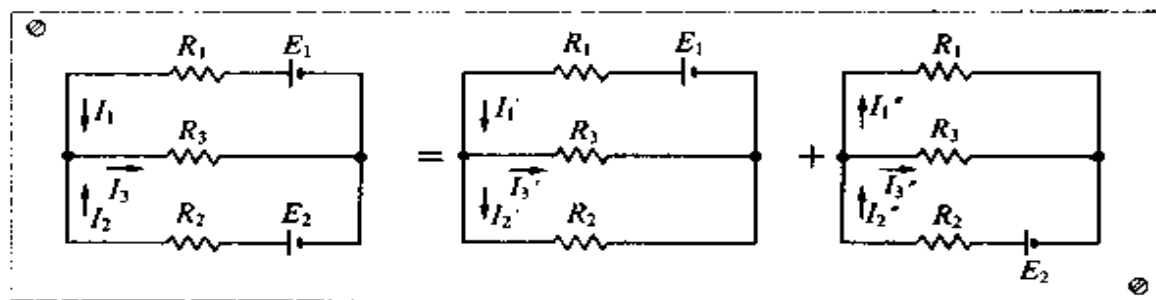 R₁ E₁ R₁ E₁ R₁
I₁ I₁′ I₁″
R₃ R₃ R₃
= +
I₃ I₃′ I₃″
I₂ I₂′ I₂″
R₂ E₂ R₂ R₂
E₂